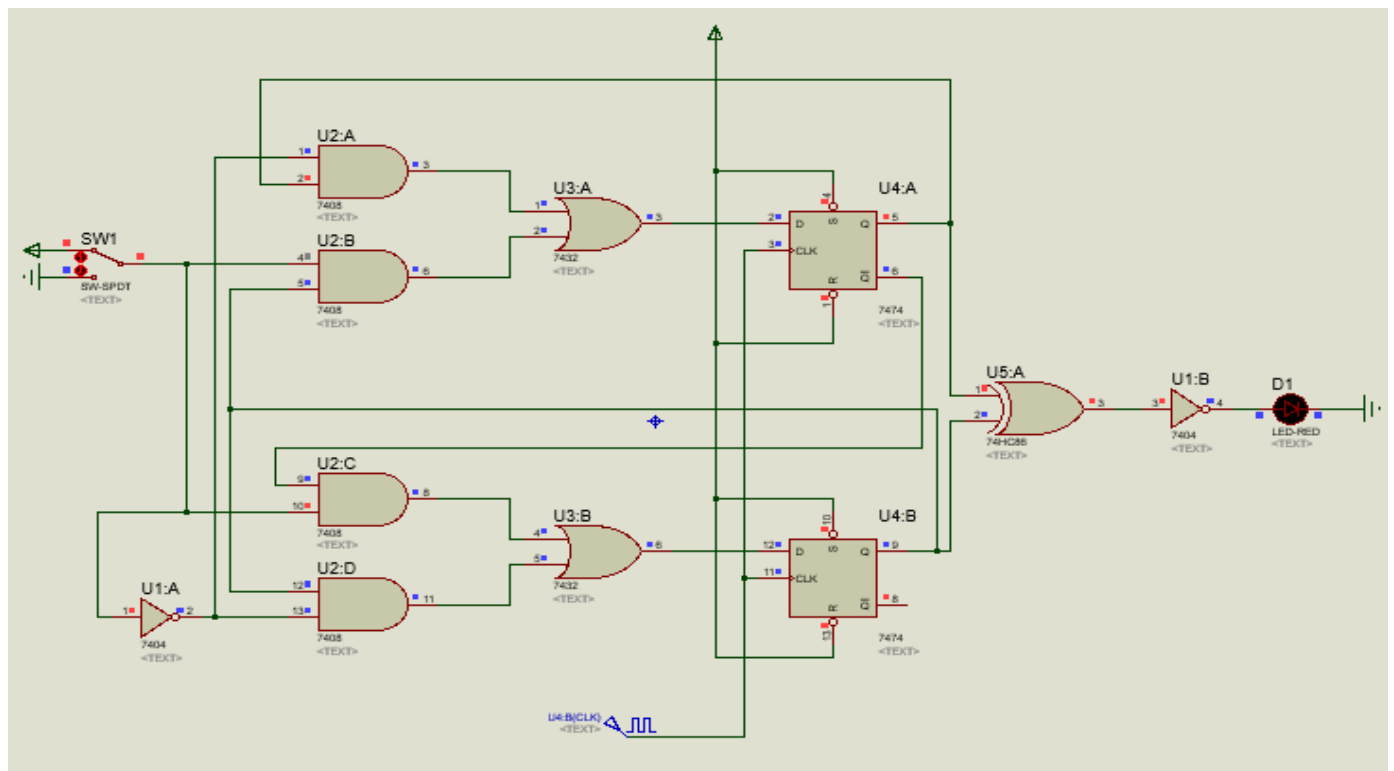 U2:A
1
2
3
7408
<TEXT>
U3:A
1
2
3
7432
<TEXT>
U4:A
2
3
4
D
S
Q
5
CLK
R
Q
6
1
7474
<TEXT>
SW1
SW-SPDT
<TEXT>
U2:B
4
5
6
7408
<TEXT>
U5:A
1
2
3
74HC86
<TEXT>
U1:B
3
4
7404
<TEXT>
D1
LED-RED
<TEXT>
U2:C
9
10
8
7408
<TEXT>
U3:B
4
5
6
7432
<TEXT>
U4:B
12
11
10
D
S
Q
9
CLK
R
Q
8
13
7474
<TEXT>
U2:D
12
13
11
7408
<TEXT>
U1:A
1
2
7404
<TEXT>
U4:B(CLK)
<TEXT>